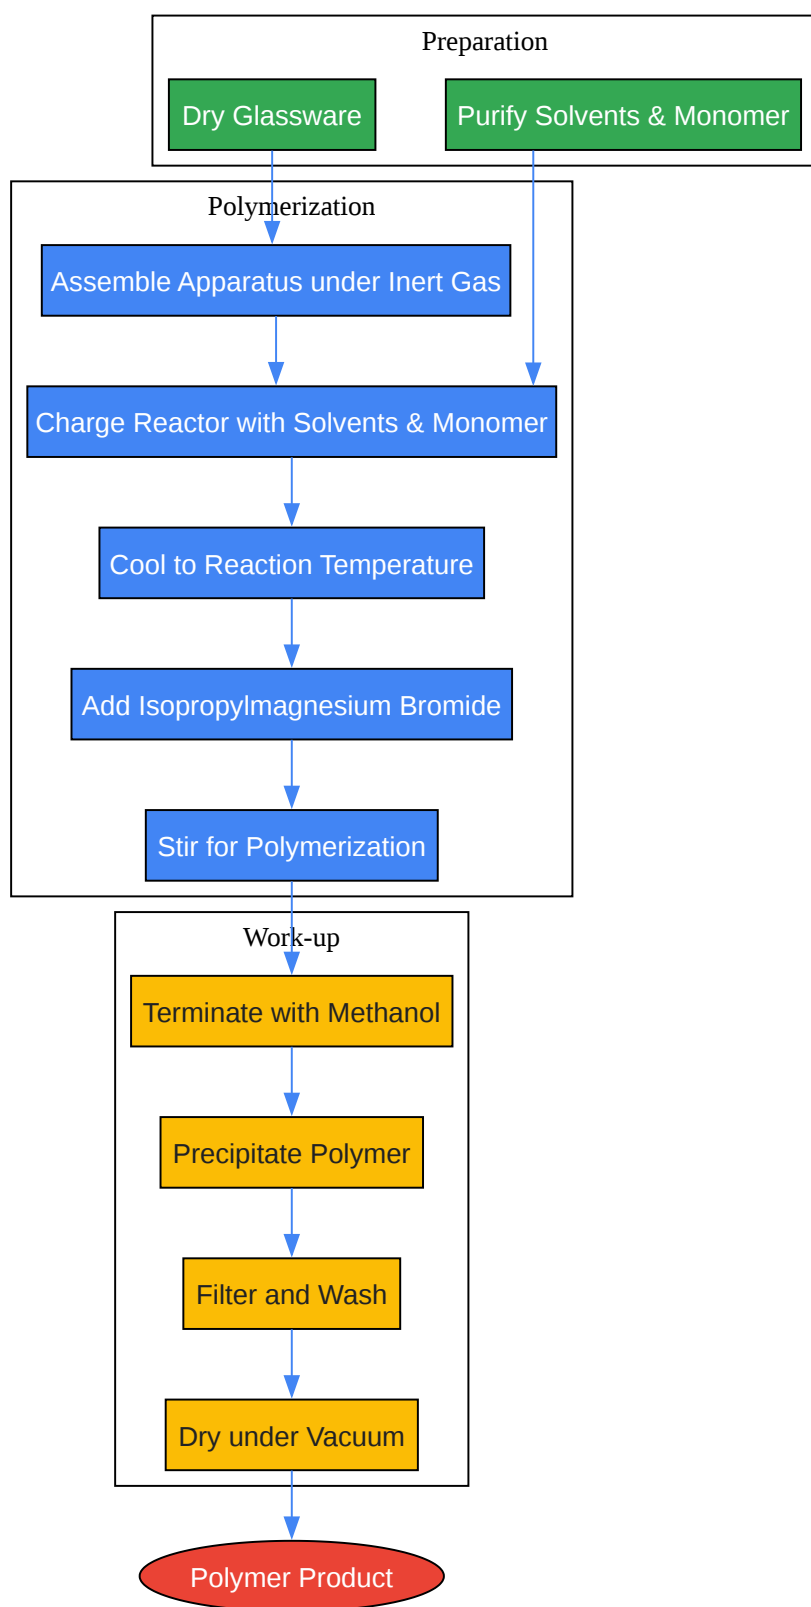 Preparation
Dry Glassware
Purify Solvents & Monomer
Polymerization
Assemble Apparatus under Inert Gas
Charge Reactor with Solvents & Monomer
Cool to Reaction Temperature
Add Isopropylmagnesium Bromide
Stir for Polymerization
Work-up
Terminate with Methanol
Precipitate Polymer
Filter and Wash
Dry under Vacuum
Polymer Product